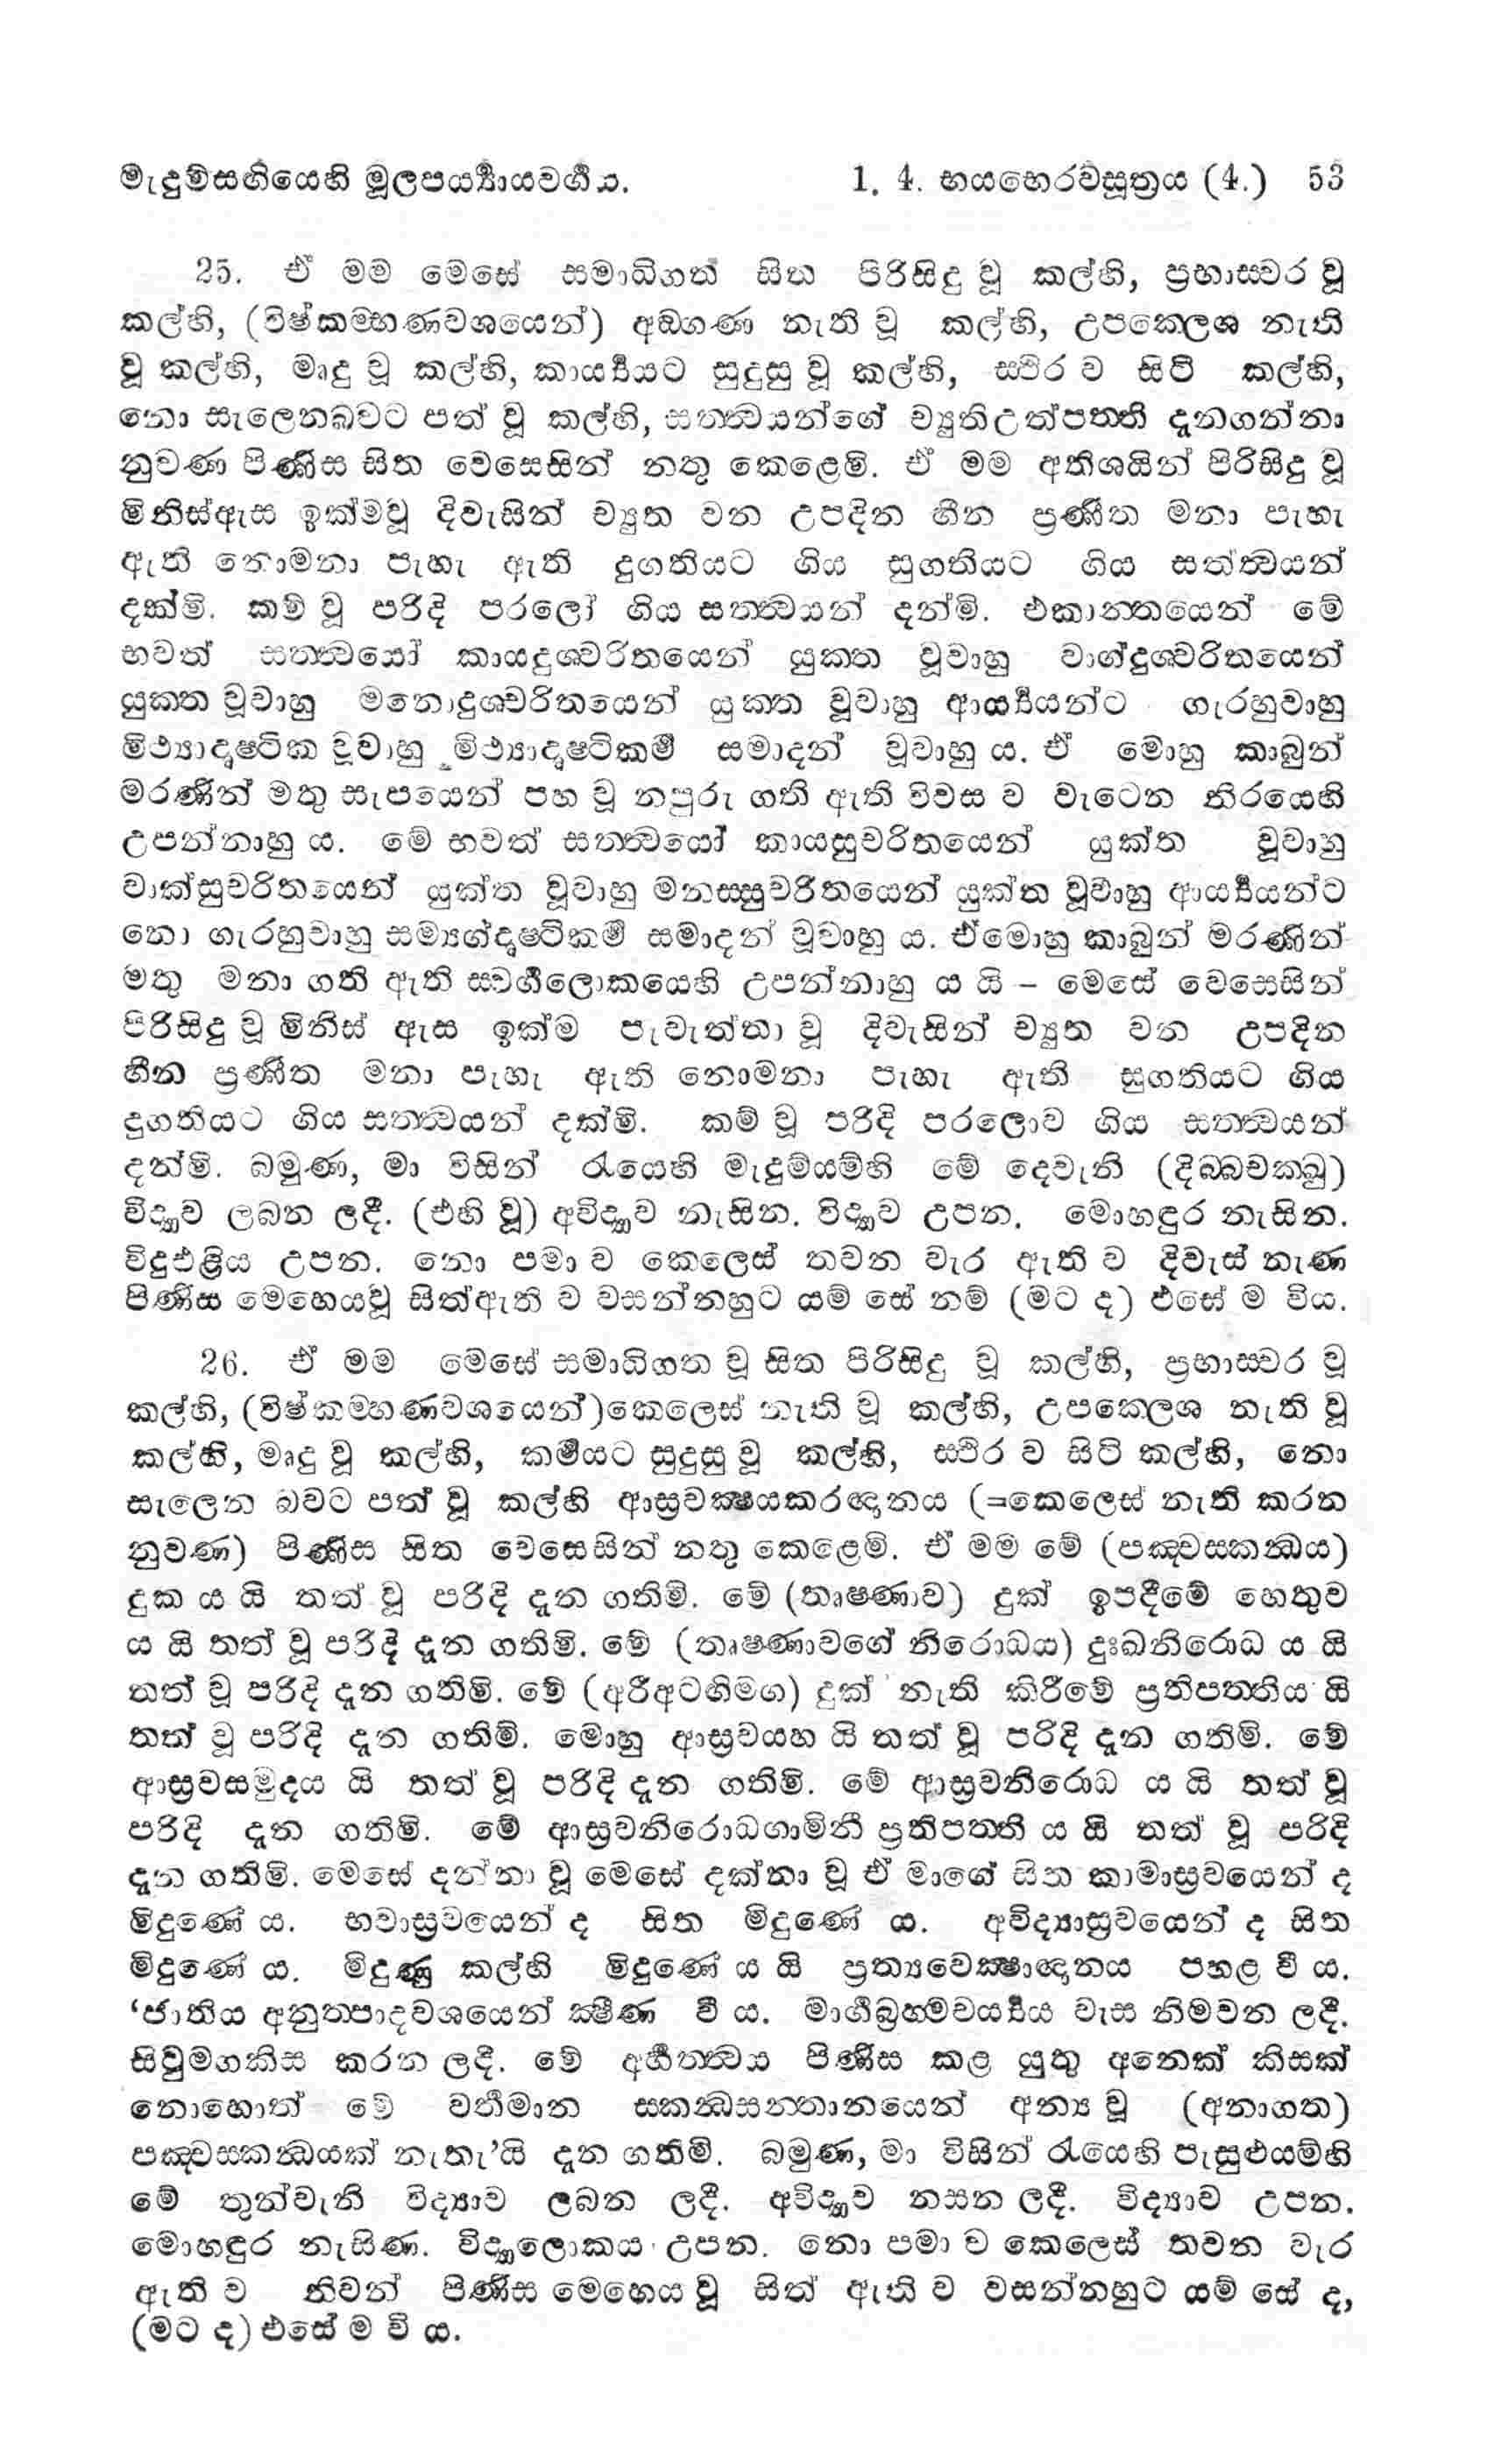 මැදුම්සඟියෙහි මූලපර්‍ය්‍යායවර්‍ගය. 1. 4. භයභෙරවසූත්‍රය (4.) 53
25. ඒ මම මෙසේ සමාධිගත සිත පිරිසිදු වූ කල්හි, ප්‍රභාස්වර වූ
කල්හි, (විෂ්කම්භණවශයෙන්) අඞ්ගණ නැති වූ කල්හි, උපක්ලෙශ නැති
වූ කල්හි, මෘදු වූ කල්හි, කාර්‍ය්‍යයට සුදුසු වූ කල්හි, ස්ථිර ව සිටි කල්හි,
නො සැලෙනබවට පත් වූ කල්හි, සත්ත්‍වයන්ගේ ච්‍යුතිඋත්පත්ති දැනගන්නා
නුවණ පිණිස සිත වෙසෙසින් නතු කෙළෙමි. ඒ මම අතිශයින් පිරිසිදු වූ
මිනිස්ඇස ඉක්මවූ දිවැසින් ච්‍යුත වන උපදින හීන ප්‍රණීත මනා පැහැ
ඇති නොමනා පැහැ ඇති දුගතියට ගිය සුගතියට ගිය සත්ත්‍වයන්
දක්මි. කම් වූ පරිදි පරලෝ ගිය සත්ත්‍වයන් දන්මි. එකාන්තයෙන් මේ
භවත් සත්ත්‍වයෝ කායදුශ්චරිතයෙන් යුක්ත වූවාහු වාග්දුශ්චරිතයෙන්
යුක්ත වූවාහු මනොදුශ්චරිතයෙන් යුක්ත වූවාහු ආර්‍ය්‍යයන්ට ගැරහුවාහු
මිථ්‍යාදෘෂ්ටික වූවාහු මිථ්‍යාදෘෂ්ටිකර්‍ම සමාදන් වූවාහු ය. ඒ මොහු කාබුන්
මරණින් මතු සැපයෙන් පහ වූ නපුරු ගති ඇති විවස ව වැටෙන නිරයෙහි
උපන්නාහු ය. මේ භවත් සත්ත්‍වයෝ කායසුචරිතයෙන් යුක්ත වූවාහු
වාක්සුචරිතයෙන් යුක්ත වූවාහු මනස්සුචරිතයෙන් යුක්ත වූවාහු ආර්‍ය්‍යයන්ට
නො ගැරහුවාහු සම්‍යග්දෘෂ්ටිකර්‍ම සමාදන් වූවාහු ය. ඒමොහු කාබුන් මරණින්
මතු මනා ගති ඇති ස්වර්‍ගලොකයෙහි උපන්නාහු ය යි – මෙසේ වෙසෙසින්
පිරිසිදු වූ මිනිස් ඇස ඉක්ම පැවැත්තා වූ දිවැසින් ච්‍යුත වන උපදින
හීන ප්‍රණීත මනා පැහැ ඇති නොමනා පැහැ ඇති සුගතියට ගිය
දුගතියට ගිය සත්ත්‍වයන් දක්මි. කම් වූ පරිදි පරලොව ගිය සත්ත්‍වයන්
දන්මි. බමුණ, මා විසින් රැයෙහි මැදුම්යම්හි මේ දෙවැනි (දිබ්බචක්ඛු)
විද්‍යාව ලබන ලදී. (එහි වූ) අවිද්‍යාව නැසින. විද්‍යාව උපන. මොහඳුර නැසින.
විදුඑළිය උපන. නො පමා ව කෙලෙස් තවන වැර ඇති ව දිවැස් නැණ
පිණිස මෙහෙයවූ සිත්ඇති ව වසන්නහුට යම් සේ නම් (මට ද) එසේ ම විය.
26. ඒ මම මෙසේ සමාධිගත වූ සිත පිරිසිදු වූ කල්හි, ප්‍රභාස්වර වූ
කල්හි, (විෂ්කම්භණවශයෙන්)කෙලෙස් නැති වූ කල්හි, උපක්ලෙශ නැති වූ
කල්හි, මෘදු වූ කල්හි, කර්‍මයට සුදුසු වූ කල්හි, ස්ථිර ව සිටි කල්හි, නො
සැලෙන බවට පත් වූ කල්හි ආස්‍රවක්‍ෂයකරඥානය (=කෙලෙස් නැති කරන
නුවණ) පිණිස සිත වෙසෙසින් නතු කෙළෙමි. ඒ මම මේ (පඤ්චස්කන්‍ධය)
දුක ය යි තත් වූ පරිදි දැන ගතිමි. මේ (තෘෂ්ණාව) දුක් ඉපදීමේ හෙතුව
ය යි තත් වූ පරිදි දැන ගතිමි. මේ (තෘෂ්ණාවගේ නිරොධය) දුඃඛනිරොධ ය යි
තත් වූ පරිදි දැන ගතිමි. මේ (අරීඅටඟිමග) දුක් නැති කිරීමේ ප්‍රතිපත්තිය යි
තත් වූ පරිදි දැන ගතිමි. මොහු ආස්‍රවයහ යි තත් වූ පරිදි දැන ගතිමි. මේ
ආස්‍රවසමුදය යි තත් වූ පරිදි දැන ගතිමි. මේ ආස්‍රවනිරොධ ය යි තත් වූ
පරිදි දැන ගතිමි. මේ ආස්‍රවනිරොධගාමිනී ප්‍රතිපත්ති ය යි තත් වූ පරිදි
දැන ගතිමි. මෙසේ දන්නා වූ මෙසේ දක්නා වූ ඒ මාගේ සිත කාමාස්‍රවයෙන් ද
මිදුණේ ය. භවාස්‍රවයෙන් ද සිත මිදුණේ ය. අවිද්‍යාස්‍රවයෙන් ද සිත
මිදුණේ ය. මිදුණු කල්හි මිදුණේ ය යි ප්‍රත්‍යවෙක්‍ෂාඥානය පහළ වී ය.
‘ජාතිය අනුත්පාදවශයෙන් ක්‍ෂීණ වී ය. මාර්‍ගබ්‍රහ්මචර්‍ය්‍යය වැස නිමවන ලදී.
සිවුමගකිස කරන ලදී. මේ අර්‍හත්ත්‍වය පිණිස කළ යුතු අනෙක් කිසක්
නොහොත් මේ වර්‍තමාන ස්කන්‍ධසන්තානයෙන් අන්‍ය වූ (අනාගත)
පඤ්චස්කන්‍ධයක් නැතැ’යි දැන ගතිමි. බමුණ, මා විසින් රැයෙහි පැසුළුයම්හි
මේ තුන්වැනි විද්‍යාව ලබන ලදී. අවිද්‍යාව නසන ලදී. විද්‍යාව උපන.
මොහඳුර නැසිණ. විද්‍යාලොකය උපන. නො පමා ව කෙලෙස් තවන වැර
ඇති ව නිවන් පිණිස මෙහෙය වූ සිත් ඇති ව වසන්නහුට යම් සේ ද,
(මට ද) එසේ ම වි ය.